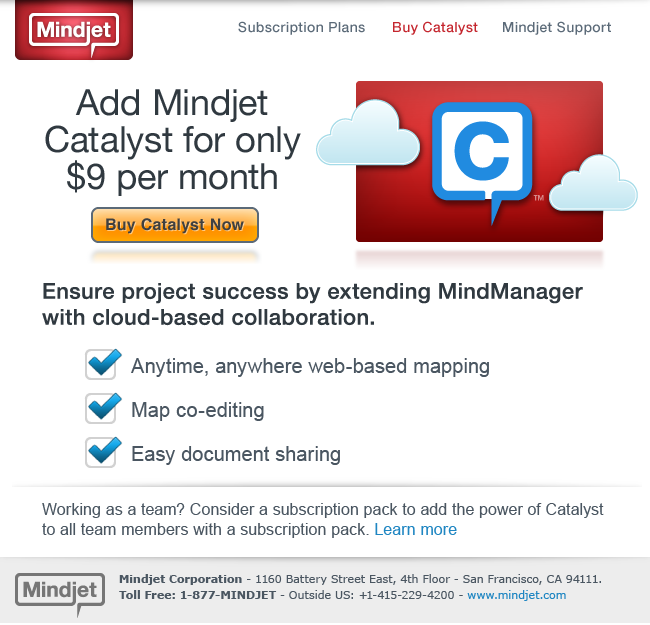 Mindjet
Subscription Plans
Buy Catalyst
Mindjet Support
Add Mindjet
Catalyst for only
$9 per month
Buy Catalyst Now
C
TM
Ensure project success by extending MindManager
with cloud-based collaboration.
Anytime, anywhere web-based mapping
Map co-editing
Easy document sharing
Working as a team? Consider a subscription pack to add the power of Catalyst
to all team members with a subscription pack. Learn more
Mindjet
Mindjet Corporation - 1160 Battery Street East, 4th Floor - San Francisco, CA 94111.
Toll Free: 1-877-MINDJET - Outside US: +1-415-229-4200 - www.mindjet.com